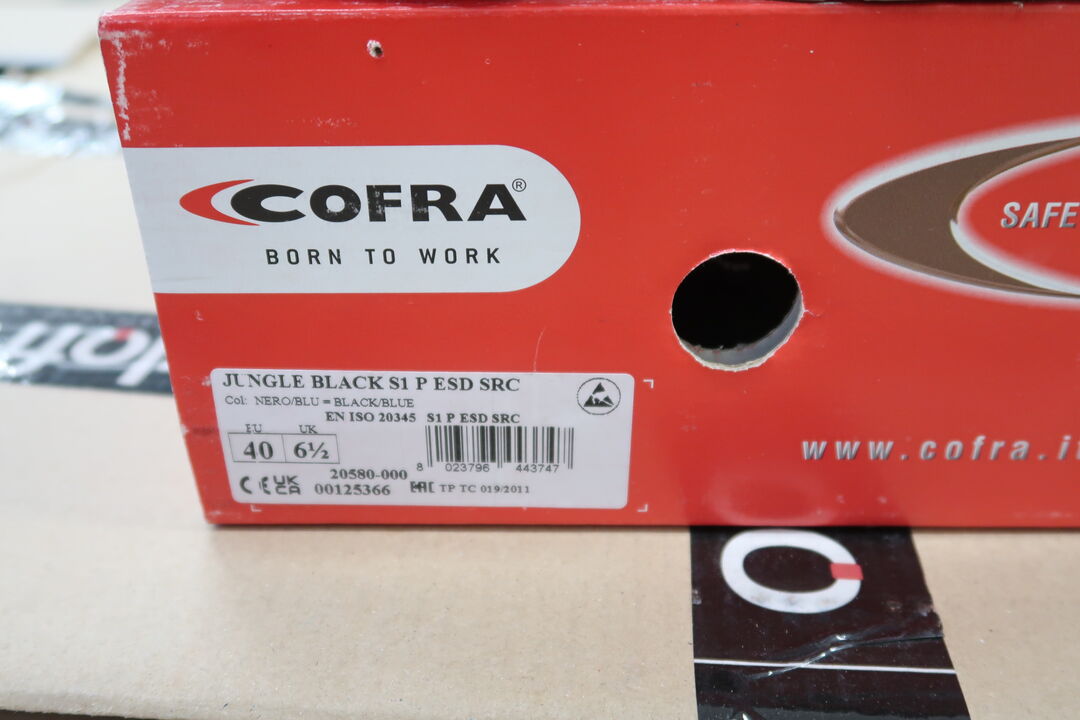 COFRA®
BORN TO WORK
SAFE
www.cofra.i
JUNGLE BLACK S1 P ESD SRC
Col: NERO/BLU = BLACK/BLUE
EN ISO 20345 S1 P ESD SRC
EU UK
40 6½
8 023796 443747
20580-000
CE UK CA 00125366 EAC TP TC 019/2011